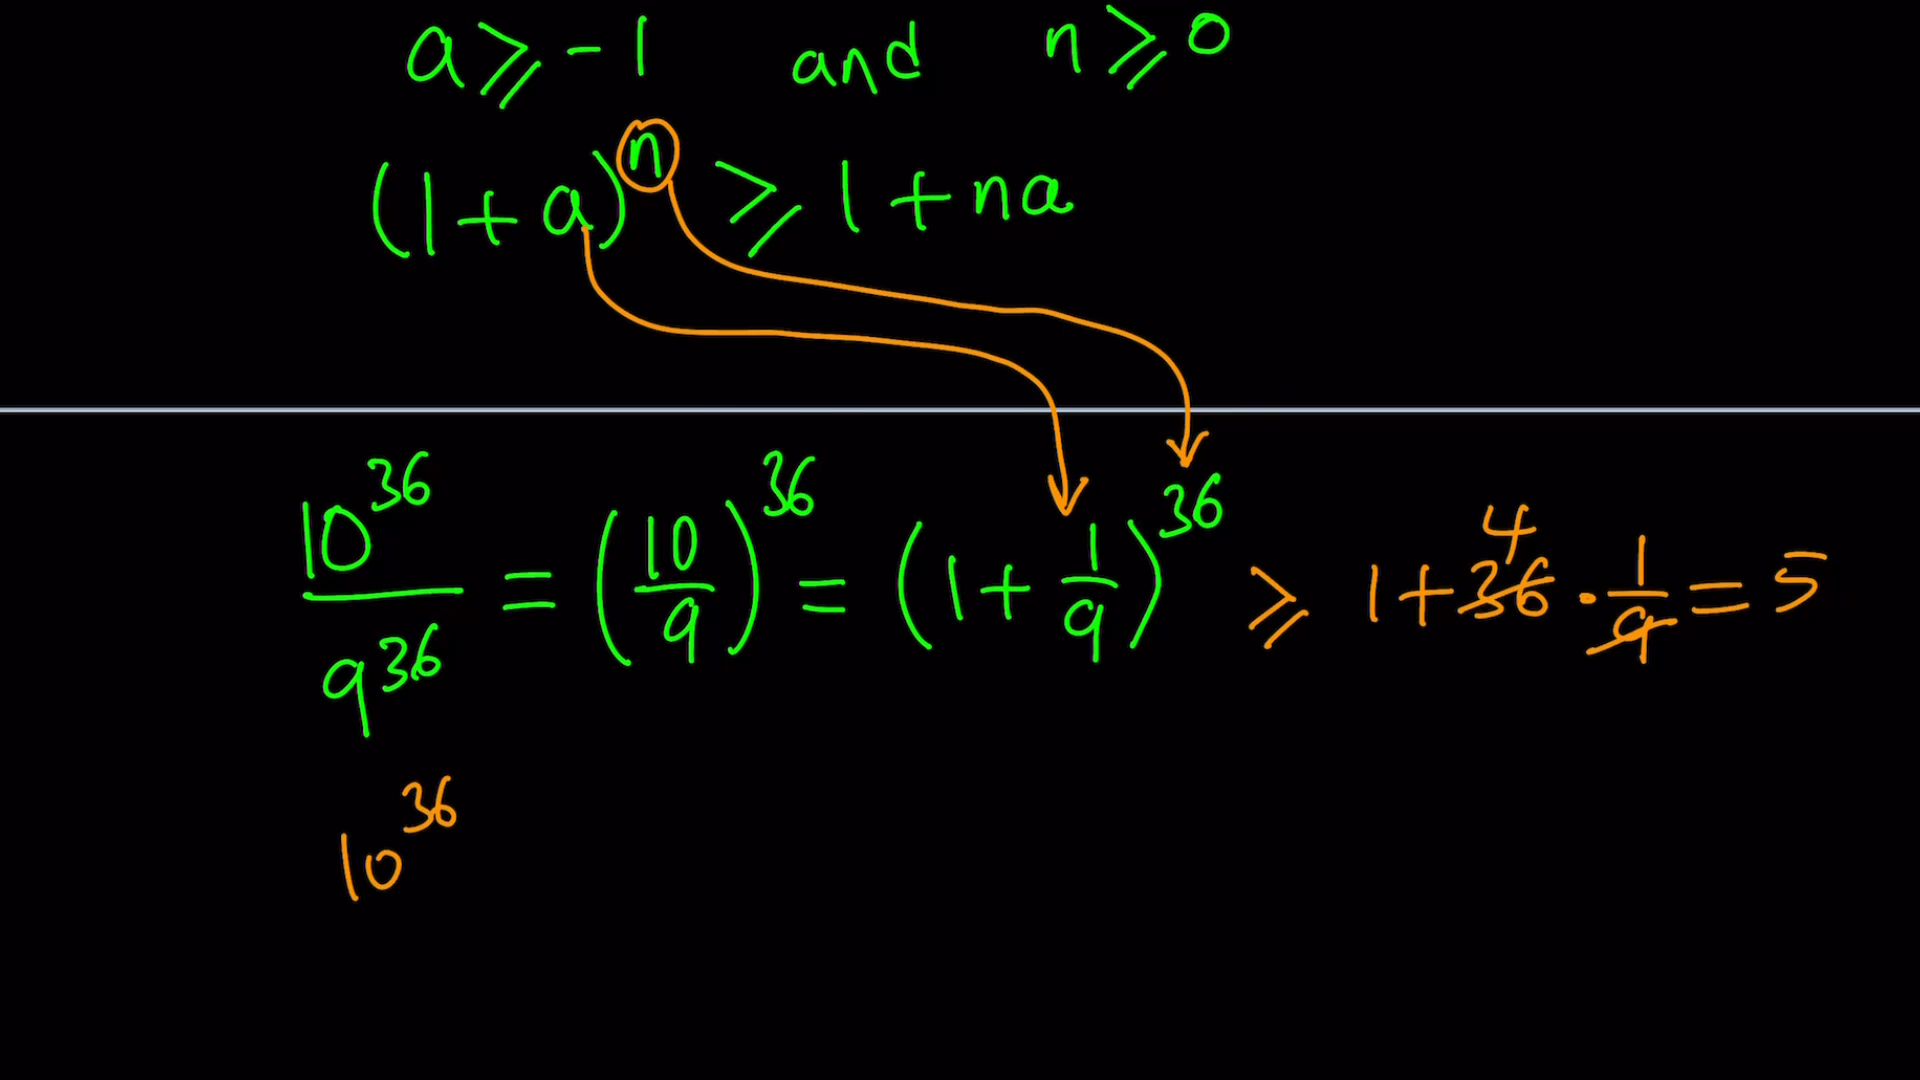 a ⩾ -1 and n ⩾ 0
(1+a)^n ⩾ 1+na
10^36/9^36 = (10/9)^36 = (1+1/9)^36 ⩾ 1+36·1/9 = 5
4
10^36